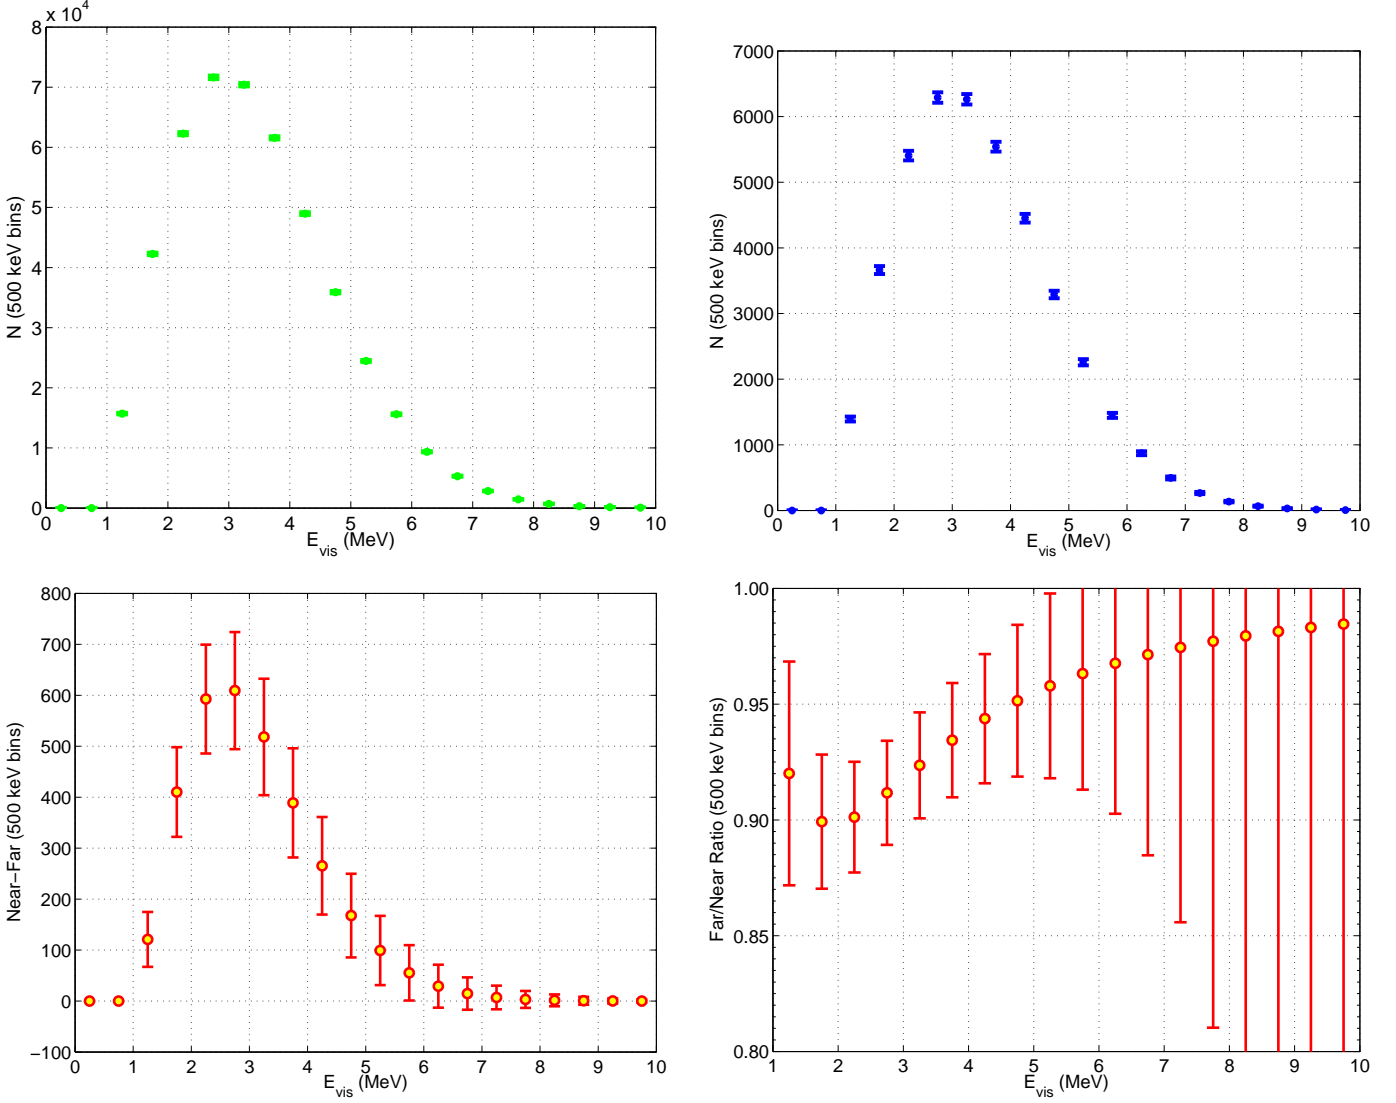 x 10⁴
8
7
6
5
4
3
2
1
0
0 1 2 3 4 5 6 7 8 9 10
N (500 keV bins)
E_vis (MeV)
7000
6000
5000
4000
3000
2000
1000
0
0 1 2 3 4 5 6 7 8 9 10
N (500 keV bins)
E_vis (MeV)
800
700
600
500
400
300
200
100
0
−100
0 1 2 3 4 5 6 7 8 9 10
Near−Far (500 keV bins)
E_vis (MeV)
1.00
0.95
0.90
0.85
0.80
1 2 3 4 5 6 7 8 9 10
Far/Near Ratio (500 keV bins)
E_vis (MeV)